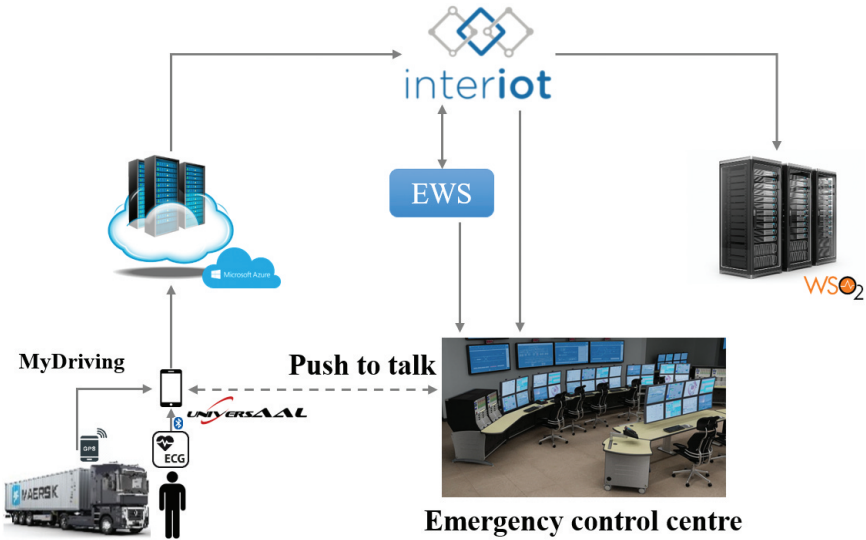 interiot
EWS
Microsoft Azure
WSO2
MyDriving
Push to talk
UNIVERSAAL
GPS
ECG
MAERSK
Emergency control centre